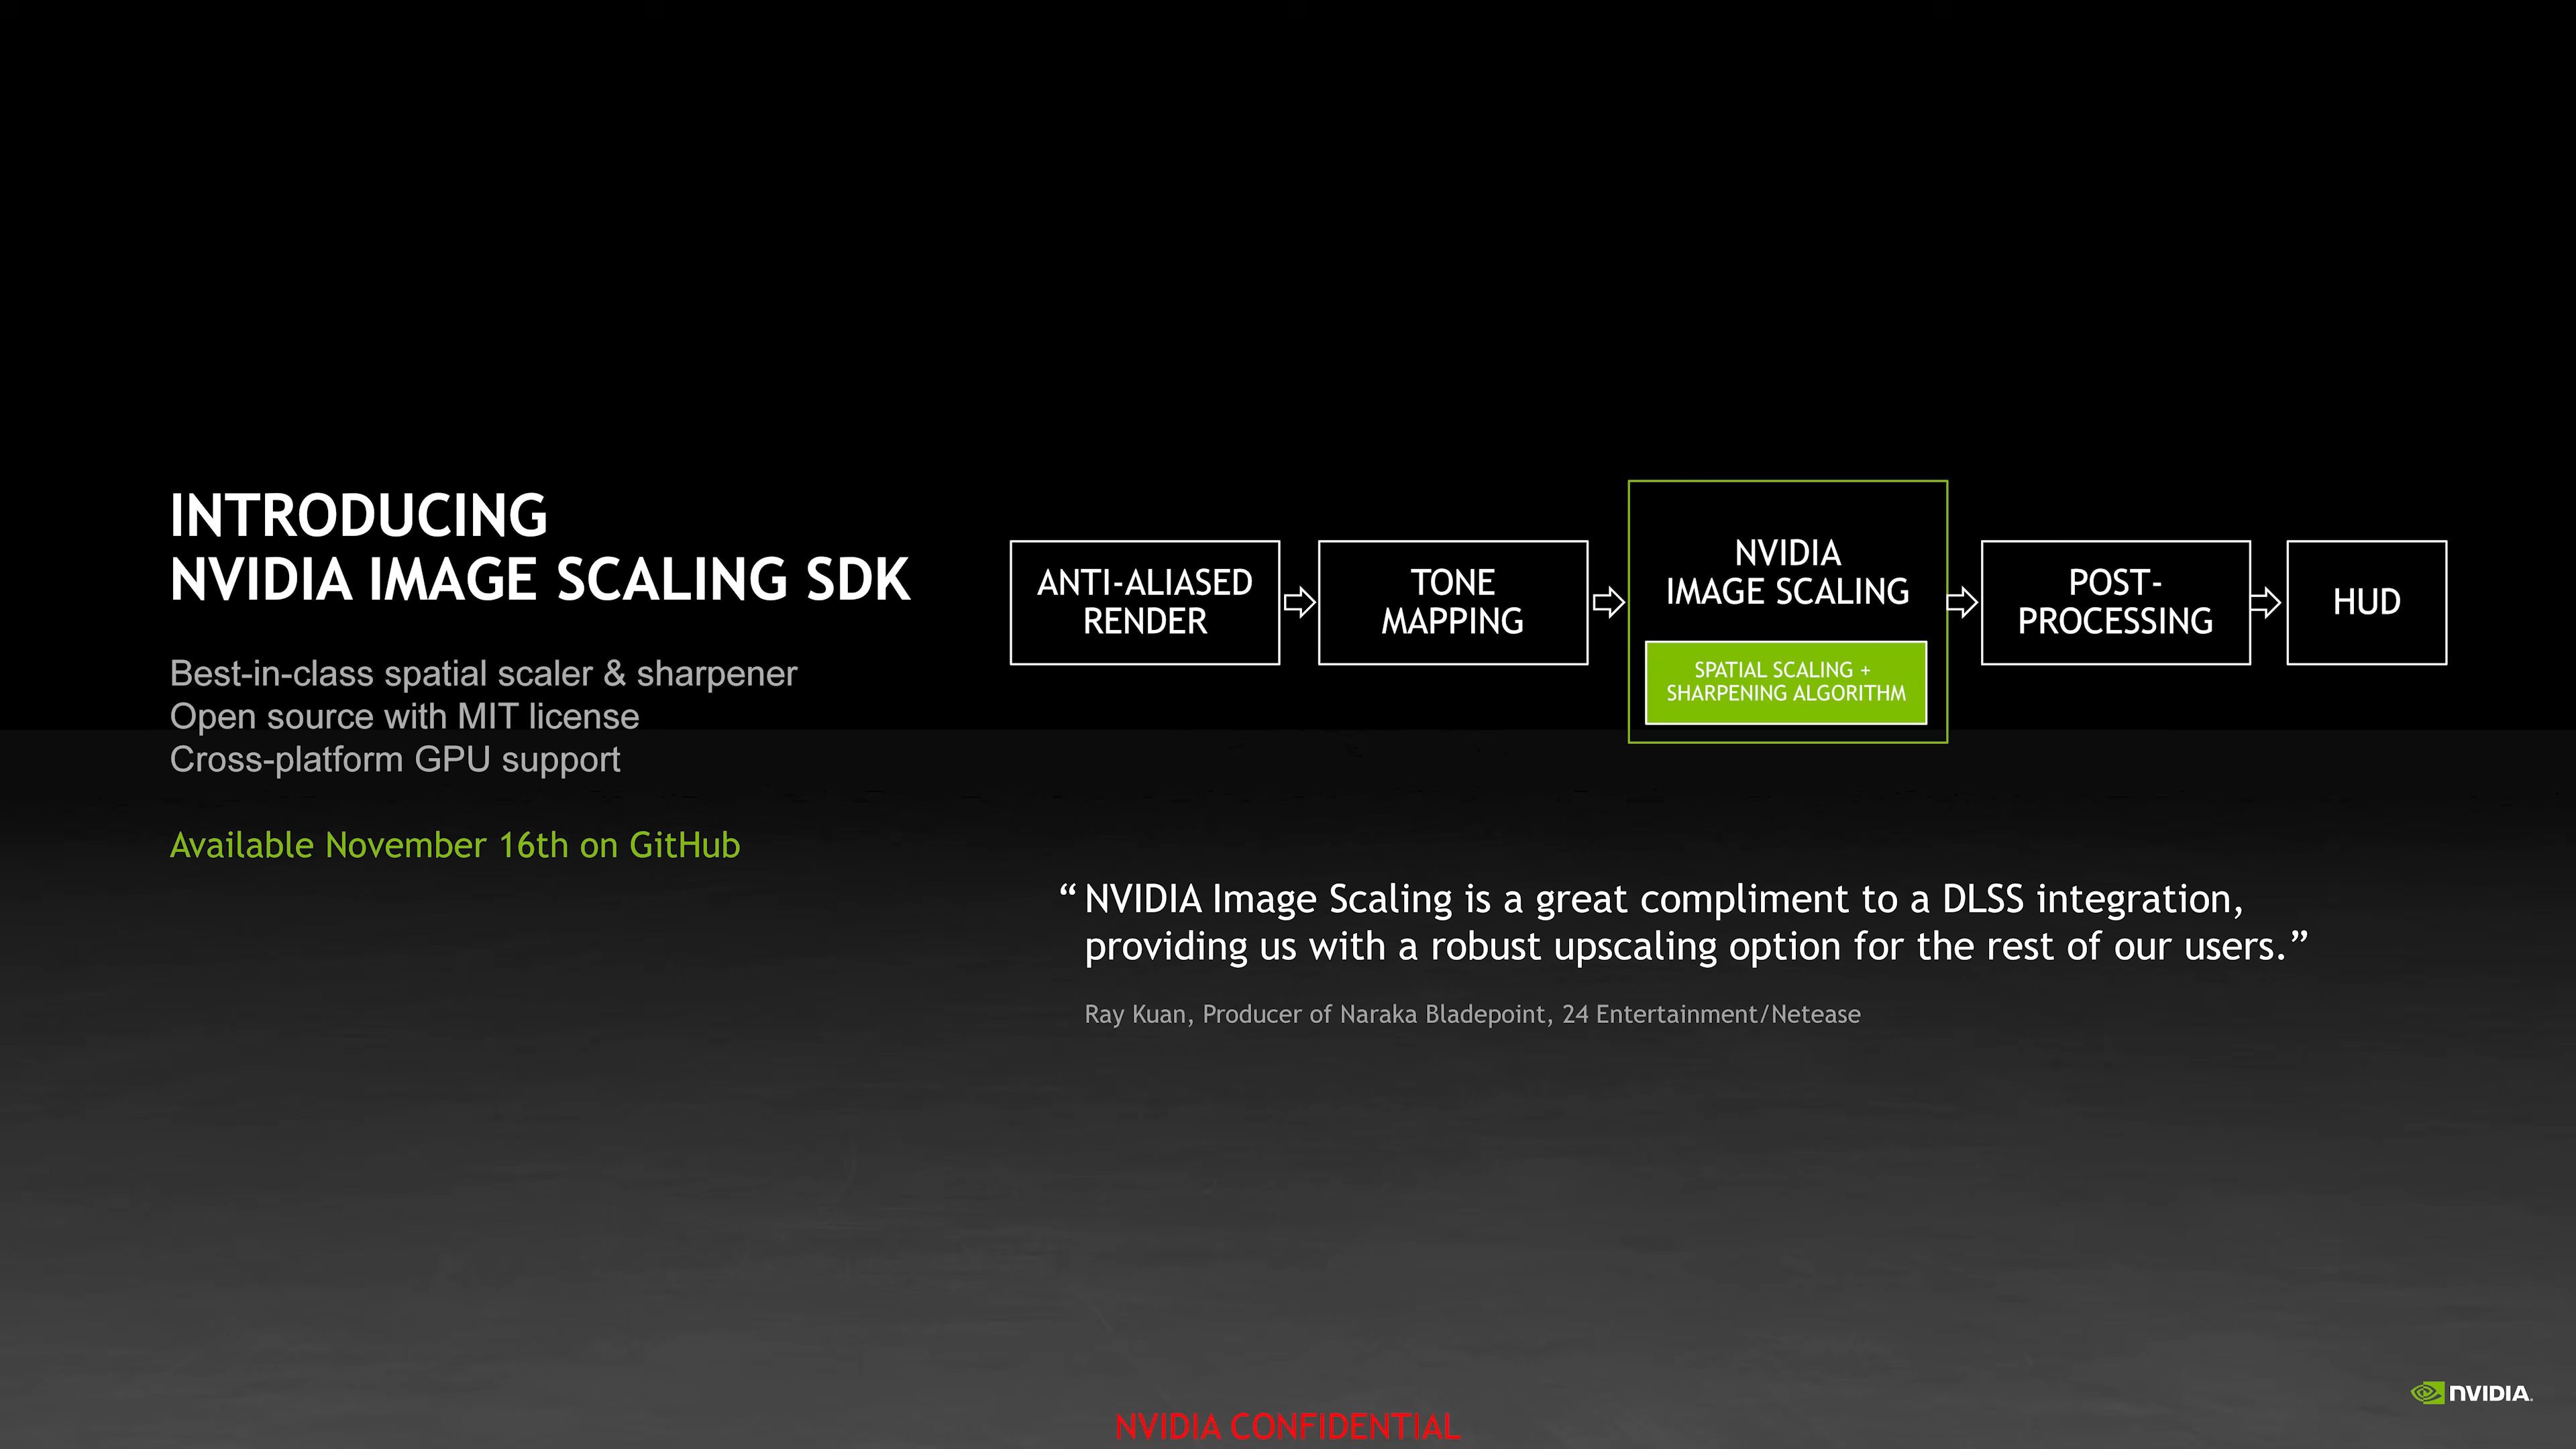 INTRODUCING
NVIDIA IMAGE SCALING SDK
Best-in-class spatial scaler & sharpener
Open source with MIT license
Cross-platform GPU support
Available November 16th on GitHub
ANTI-ALIASED
RENDER
TONE
MAPPING
NVIDIA
IMAGE SCALING
SPATIAL SCALING +
SHARPENING ALGORITHM
POST-
PROCESSING
HUD
“NVIDIA Image Scaling is a great compliment to a DLSS integration,
providing us with a robust upscaling option for the rest of our users.”
Ray Kuan, Producer of Naraka Bladepoint, 24 Entertainment/Netease
NVIDIA.
NVIDIA CONFIDENTIAL